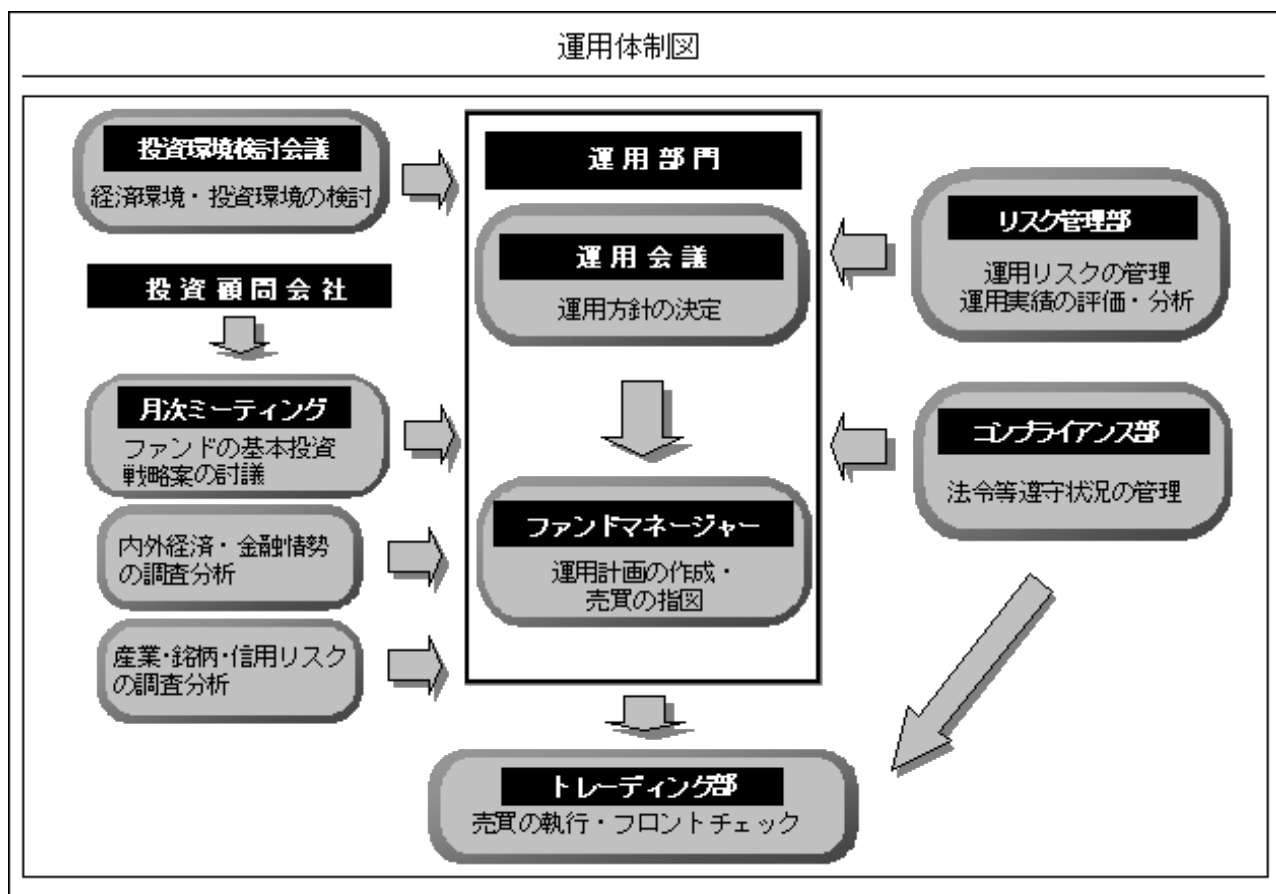 運用体制図
投資環境検討会議
経済環境・投資環境の検討
投資顧問会社
月次ミーティング
ファンドの基本投資
戦略案の討議
内外経済・金融情勢
の調査分析
産業・銘柄・信用リスク
の調査分析
運用部門
運用会議
運用方針の決定
ファンドマネージャー
運用計画の作成・
売買の指図
リスク管理部
運用リスクの管理
運用実績の評価・分析
コンプライアンス部
法令等遵守状況の管理
トレーディング部
売買の執行・フロントチェック